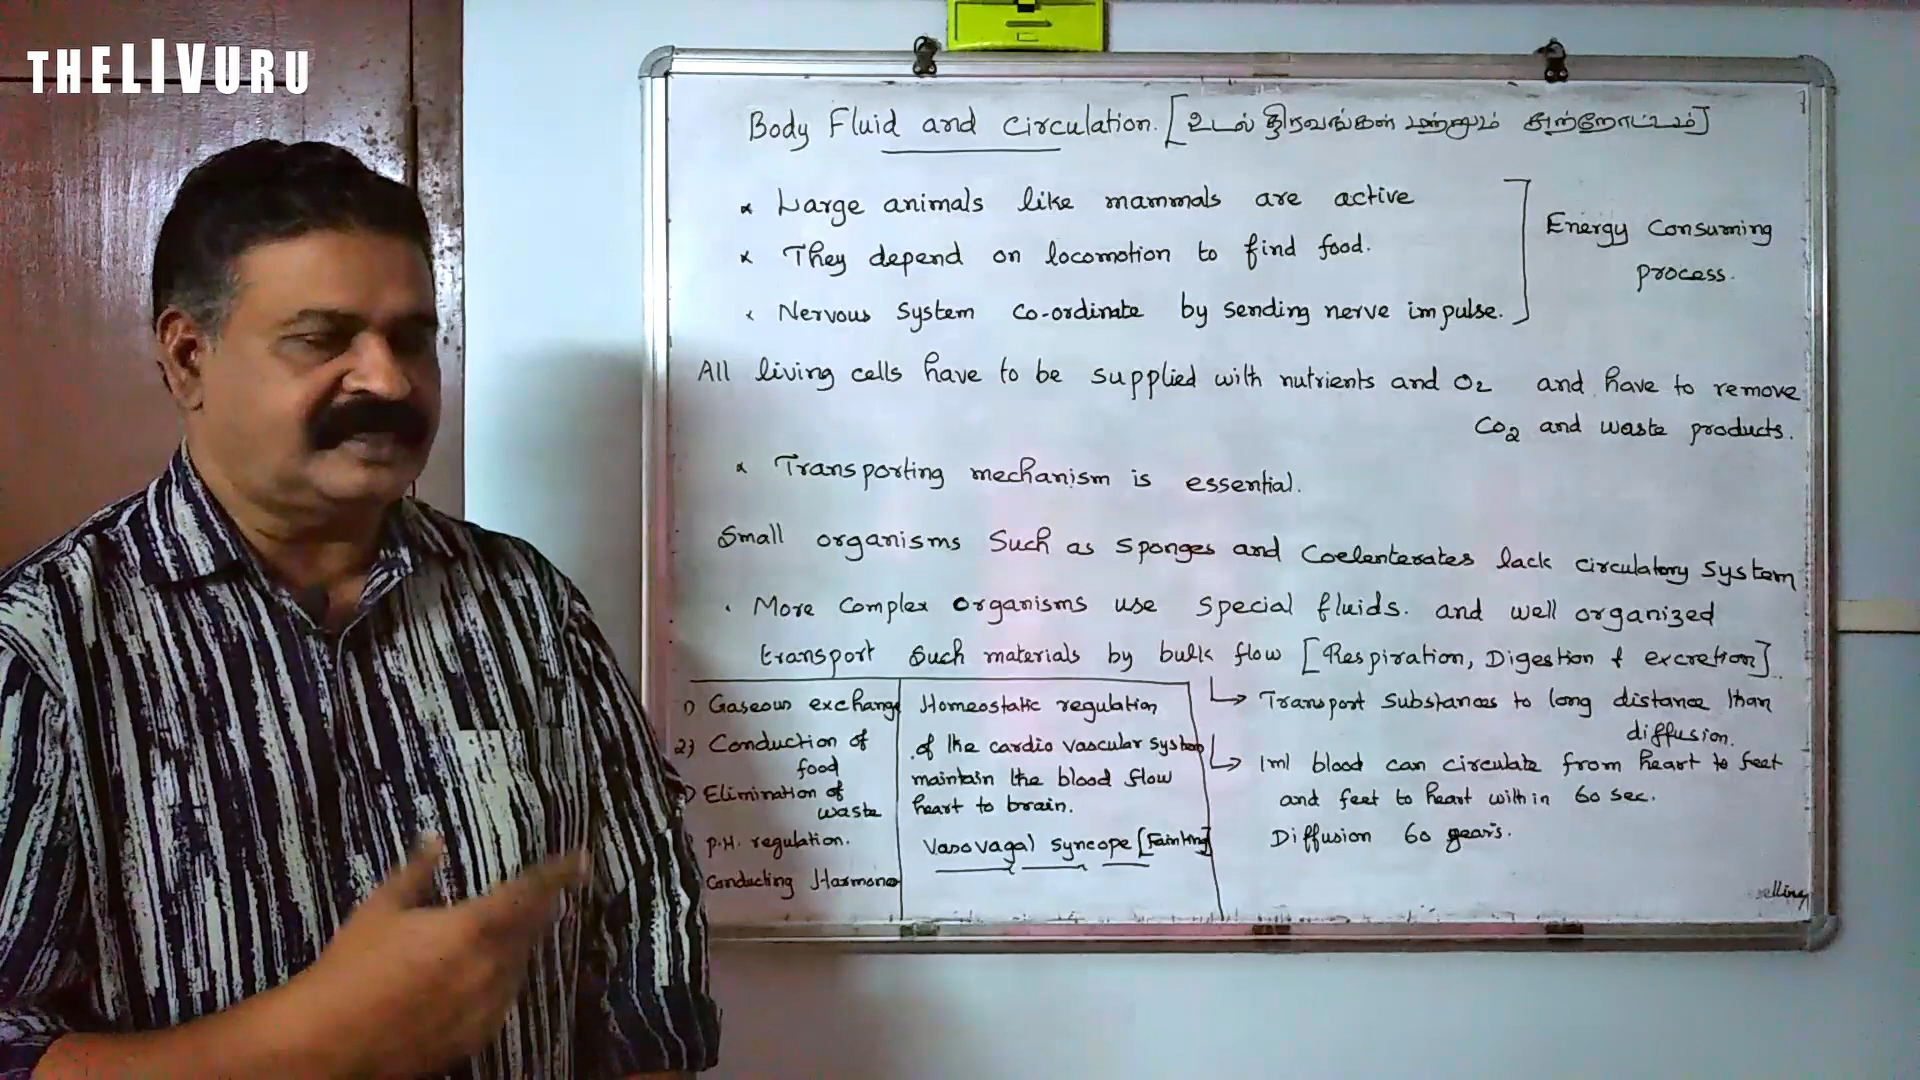 THELIVURU
Body Fluid and circulation. [உடல் திரவங்கள் மற்றும் சுற்றோட்டம்]
× Large animals like mammals are active
× They depend on locomotion to find food.
× Nervous system co-ordinate by sending nerve impulse.
Energy consuming
process.
All living cells have to be supplied with nutrients and O2 and have to remove
CO2 and waste products.
× Transporting mechanism is essential.
Small organisms such as sponges and Coelenterates lack circulatory system
· More complex organisms use special fluids. and well organized
transport such materials by bulk flow [Respiration, Digestion & excretion].
1) Gaseous exchange
2) Conduction of
food
) Elimination of
waste
P.H. regulation.
Conducting Harmone
Homeostatic regulation
of the cardio vascular system
maintain the blood flow
heart to brain.
Vasovagal syncope [Fainting]
↳ Transport substances to long distance than
diffusion.
↳ 1ml blood can circulate from heart to feet
and feet to heart with in 60 sec.
Diffusion 60 years.
elling